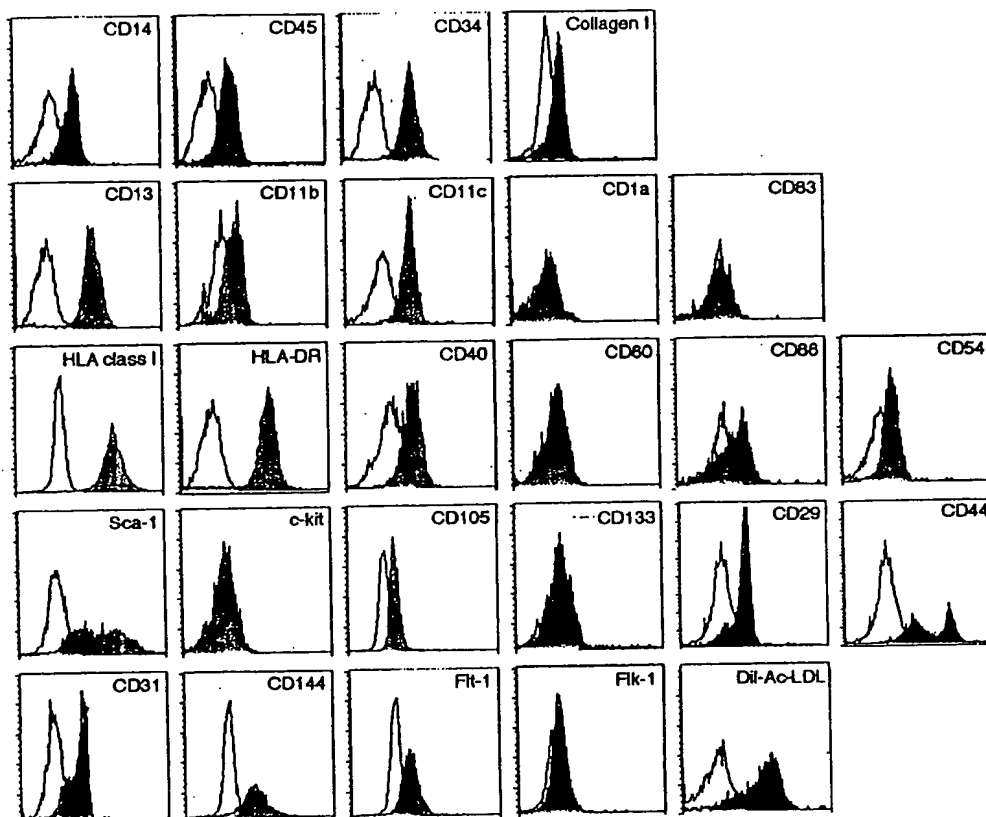 CD14 CD45 CD34 Collagen I
CD13 CD11b CD11c CD1a CD83
HLA class I HLA-DR CD40 CD80 CD86 CD54
Sca-1 c-kit CD105 CD133 CD29 CD44
CD31 CD144 Flt-1 Flk-1 Dil-Ac-LDL